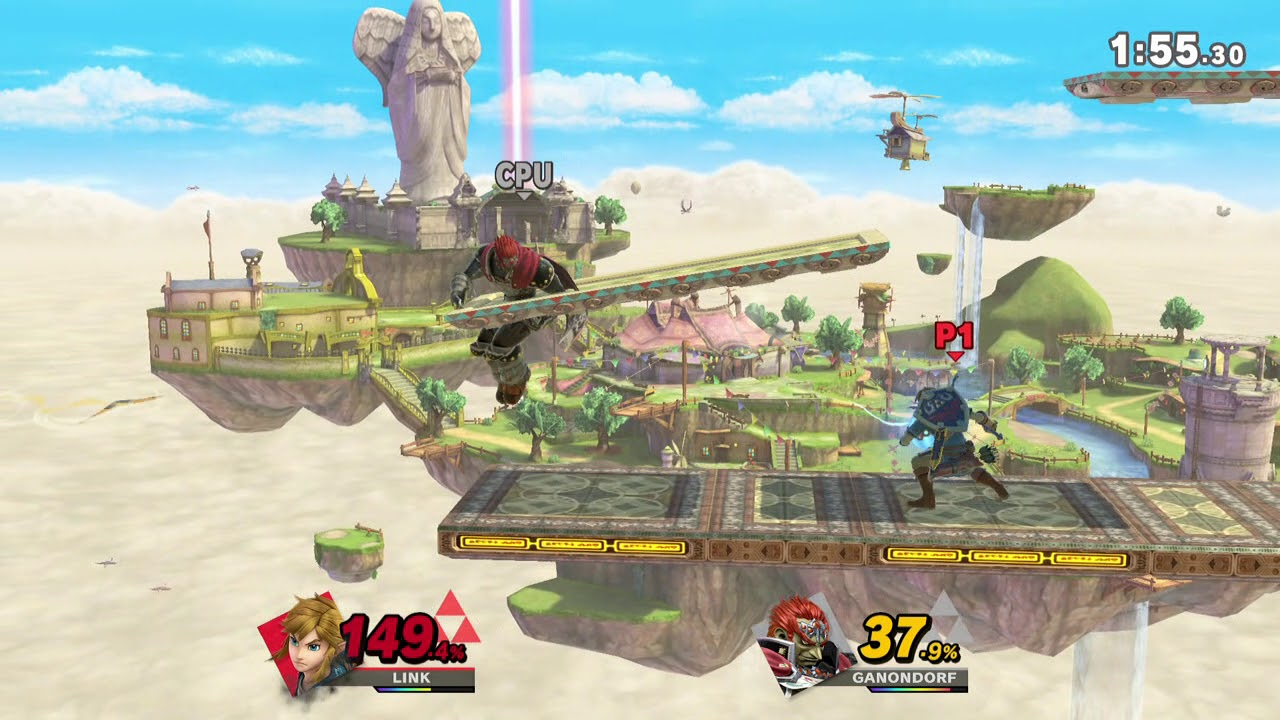 1:55.30
CPU
P1
149.4%
LINK
37.9%
GANONDORF